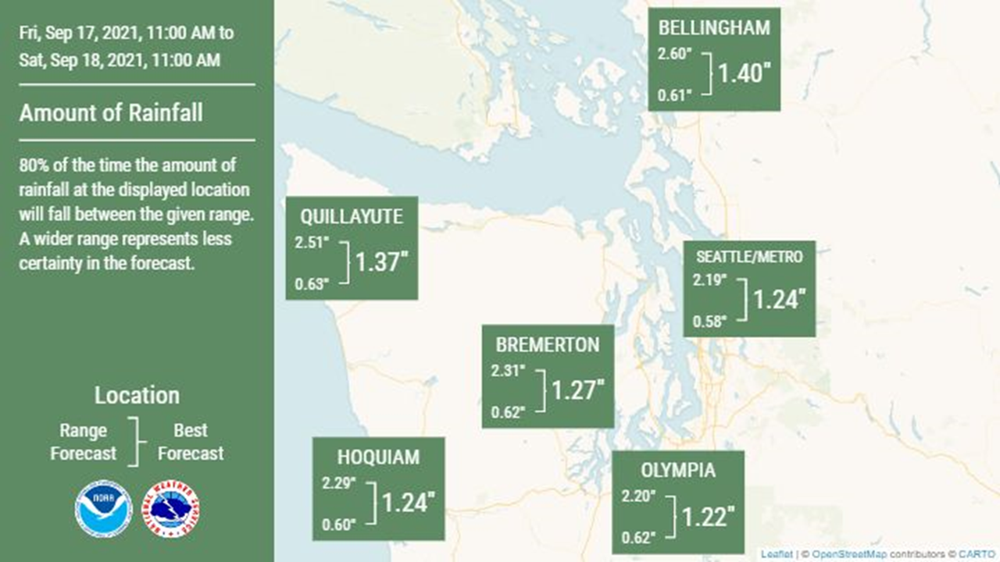 Fri, Sep 17, 2021, 11:00 AM to
Sat, Sep 18, 2021, 11:00 AM
Amount of Rainfall
80% of the time the amount of
rainfall at the displayed location
will fall between the given range.
A wider range represents less
certainty in the forecast.
Location
Range
Forecast
Best
Forecast
NOAA
NATIONAL WEATHER SERVICE
BELLINGHAM
2.60"
1.40"
0.61"
QUILLAYUTE
2.51"
1.37"
0.63"
SEATTLE/METRO
2.19"
1.24"
0.58"
BREMERTON
2.31"
1.27"
0.62"
HOQUIAM
2.29"
1.24"
0.60"
OLYMPIA
2.20"
1.22"
0.62"
Leaflet | © OpenStreetMap contributors © CARTO